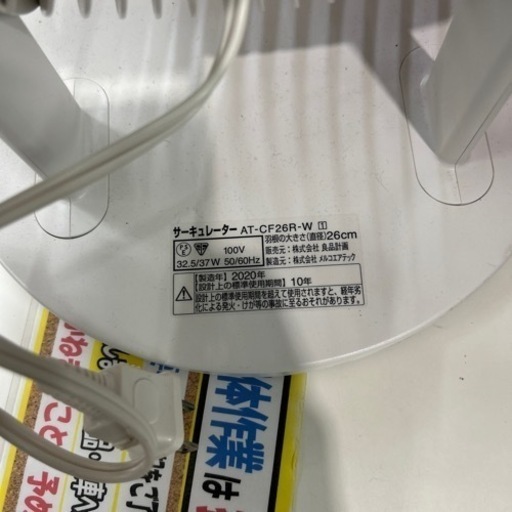 サーキュレーター AT-CF26R-W 1
PSE 100V
32.5/37W 50/60Hz
羽根の大きさ(直径)26cm
販売元：株式会社 良品計画
製造元：株式会社 メルコエアテック
【製造年】2020年
【設計上の標準使用期間】10年
設計上の標準使用期間を超えて使用されますと、経年劣
化による発火・けが等の事故に至るおそれがあります。
体作業は